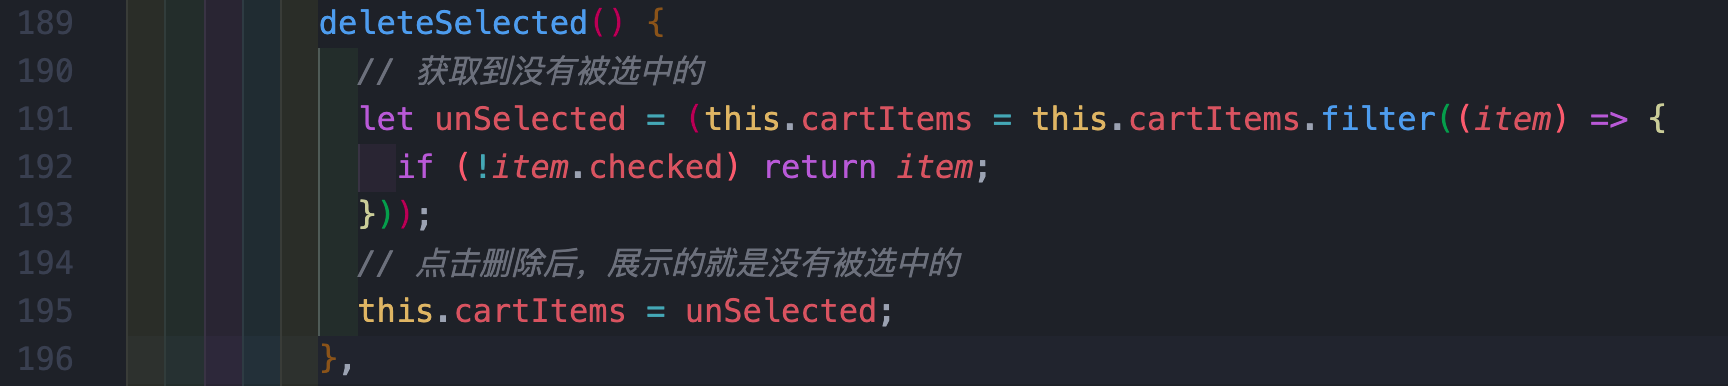 189 deleteSelected() {
190 // 获取到没有被选中的
191 let unSelected = (this.cartItems = this.cartItems.filter((item) => {
192 if (!item.checked) return item;
193 }));
194 // 点击删除后，展示的就是没有被选中的
195 this.cartItems = unSelected;
196 },